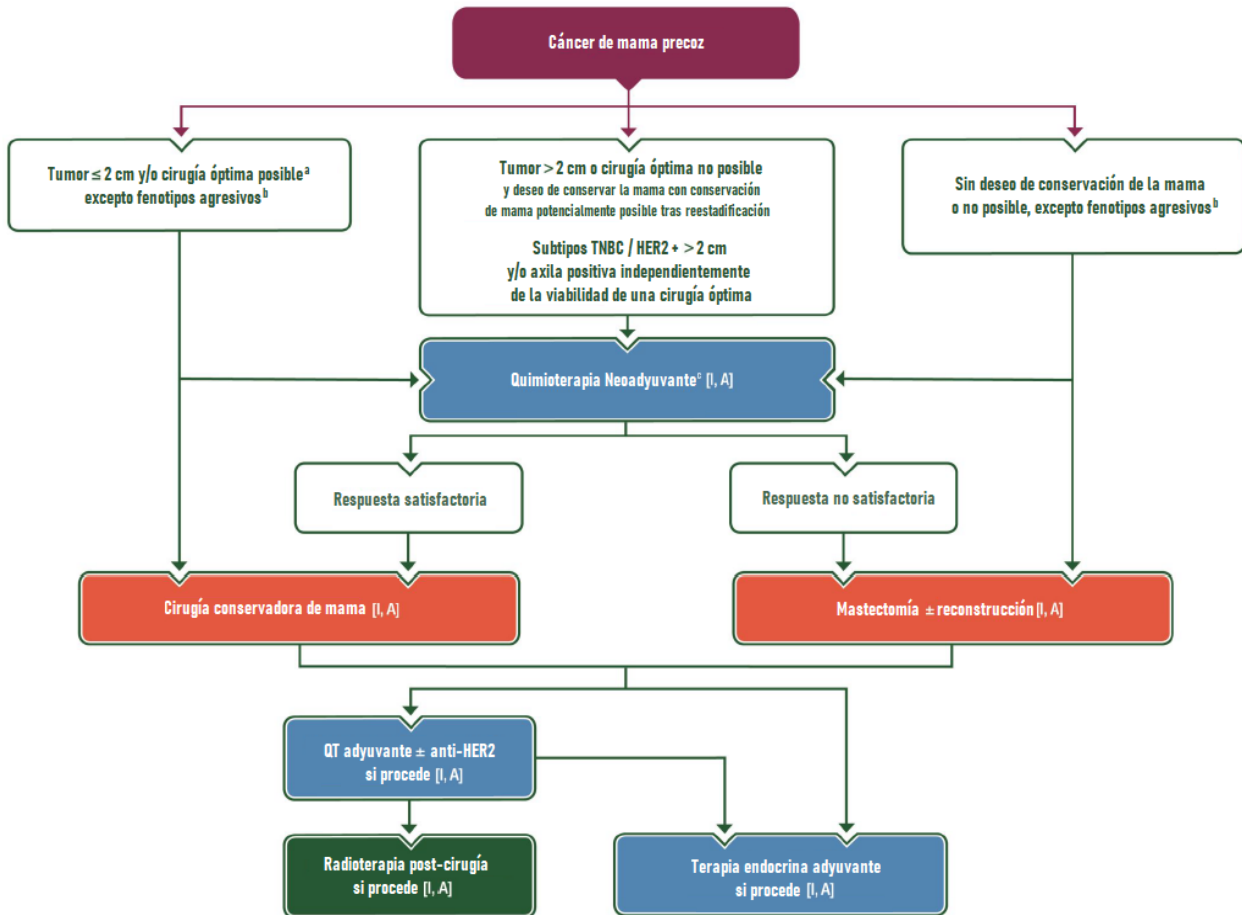 Cáncer de mama precoz
Tumor ≤ 2 cm y/o cirugía óptima posibleᵃ
excepto fenotipos agresivosᵇ
Tumor > 2 cm o cirugía óptima no posible
y deseo de conservar la mama con conservación
de mama potencialmente posible tras reestadificación
Subtipos TNBC / HER2 + > 2 cm
y/o axila positiva independientemente
de la viabilidad de una cirugía óptima
Sin deseo de conservación de la mama
o no posible, excepto fenotipos agresivosᵇ
Quimioterapia Neoadyuvanteᶜ [I, A]
Respuesta satisfactoria
Respuesta no satisfactoria
Cirugía conservadora de mama [I, A]
Mastectomía ± reconstrucción [I, A]
QT adyuvante ± anti-HER2
si procede [I, A]
Radioterapia post-cirugía
si procede [I, A]
Terapia endocrina adyuvante
si procede [I, A]